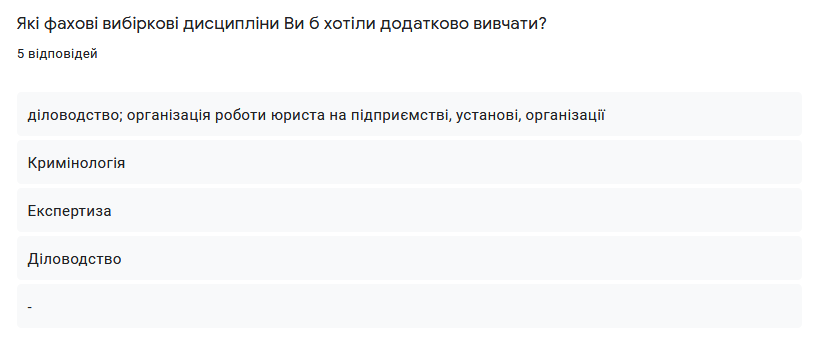 Які фахові вибіркові дисципліни Ви б хотіли додатково вивчати?
5 відповідей
діловодство; організація роботи юриста на підприємстві, установі, організації
Кримінологія
Експертиза
Діловодство
-